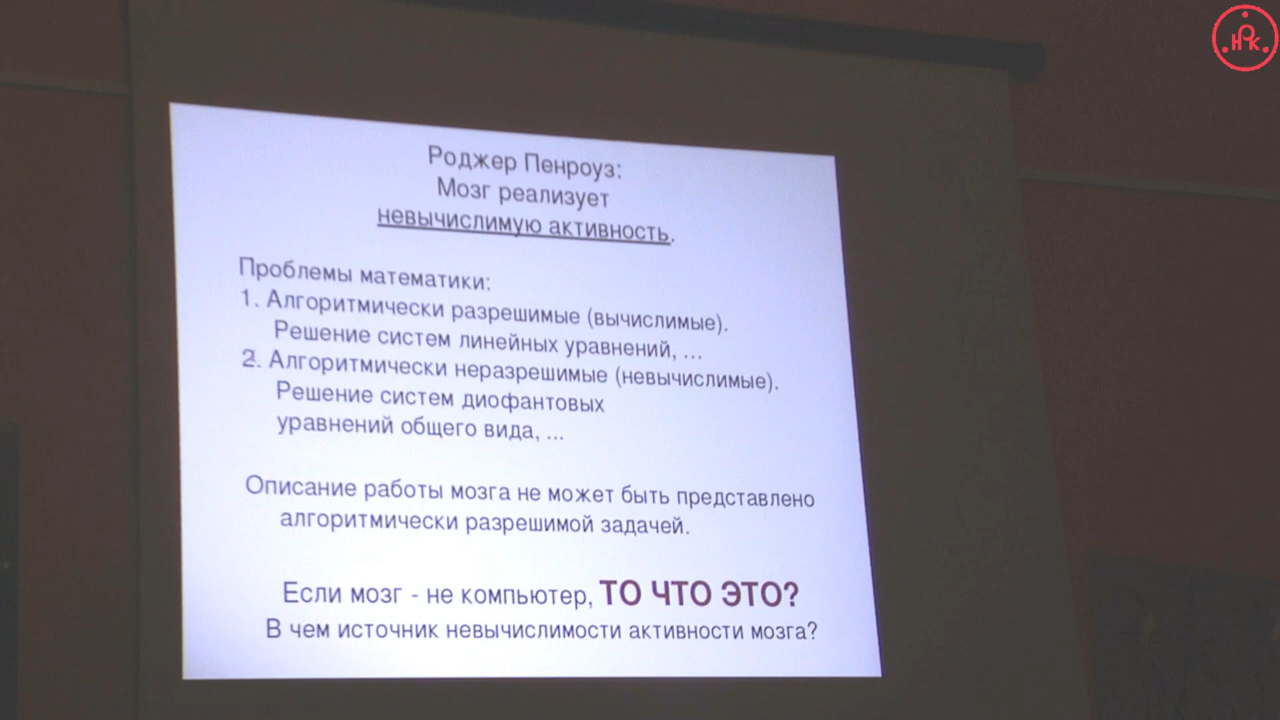 НРК
Роджер Пенроуз:
Мозг реализует
невычислимую активность.
Проблемы математики:
1. Алгоритмически разрешимые (вычислимые).
Решение систем линейных уравнений, ...
2. Алгоритмически неразрешимые (невычислимые).
Решение систем диофантовых
уравнений общего вида, ...
Описание работы мозга не может быть представлено
алгоритмически разрешимой задачей.
Если мозг - не компьютер, ТО ЧТО ЭТО?
В чем источник невычислимости активности мозга?